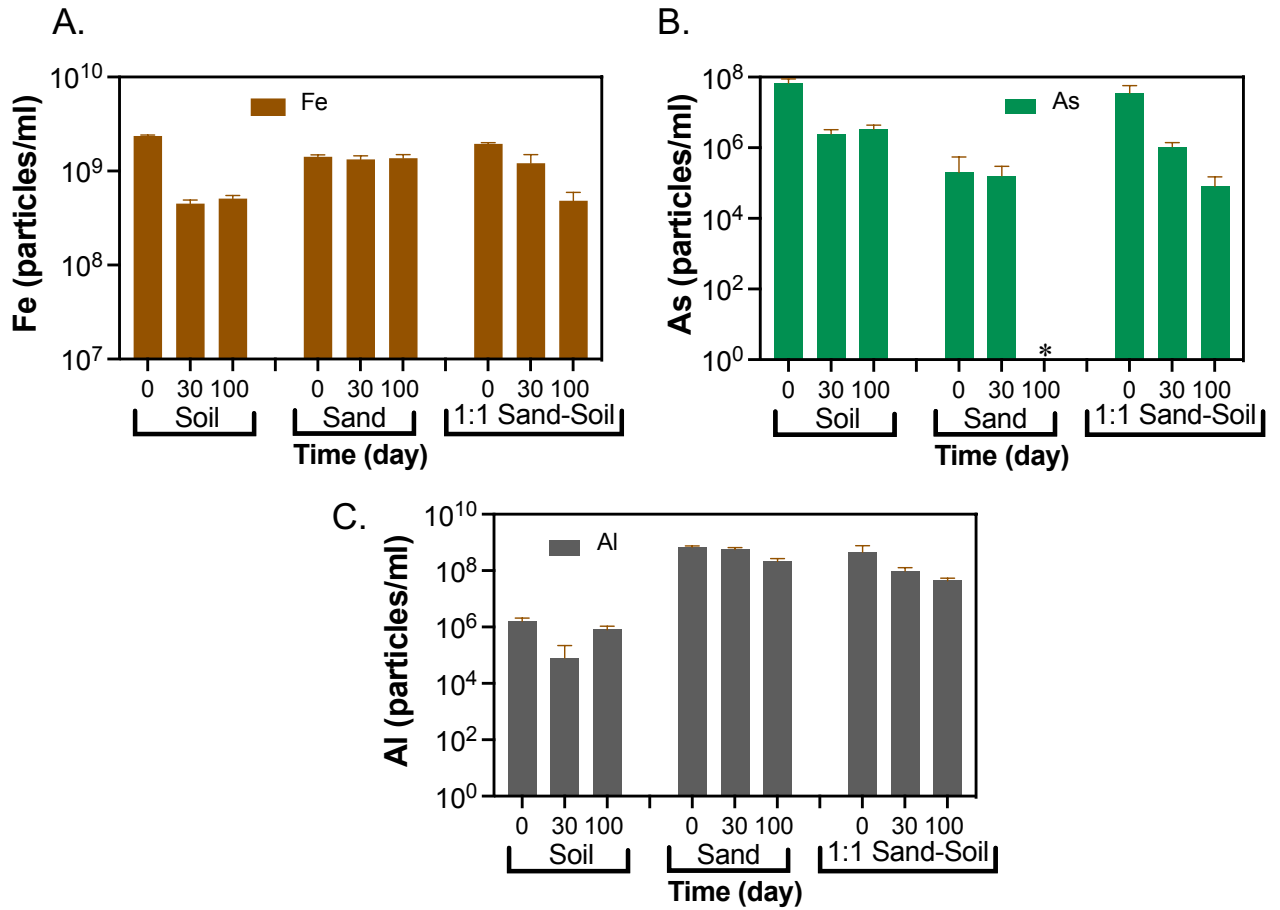 A.
Fe (particles/ml)
10^10
10^9
10^8
10^7
Fe
0 30 100 0 30 100 0 30 100
Soil Sand 1:1 Sand-Soil
Time (day)
B.
As (particles/ml)
10^8
10^6
10^4
10^2
10^0
As
*
0 30 100 0 30 100 0 30 100
Soil Sand 1:1 Sand-Soil
Time (day)
C.
Al (particles/ml)
10^10
10^8
10^6
10^4
10^2
10^0
Al
0 30 100 0 30 100 0 30 100
Soil Sand 1:1 Sand-Soil
Time (day)